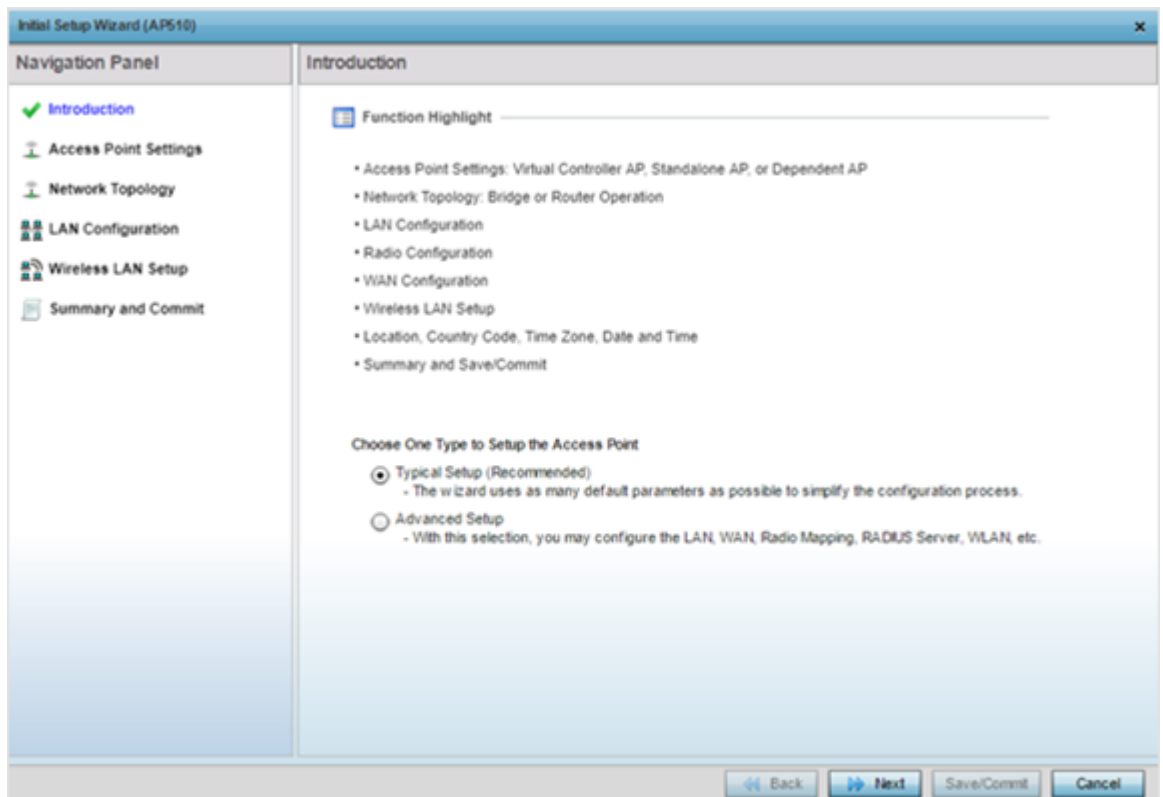 Initial Setup Wizard (AP510)
Navigation Panel
Introduction
Access Point Settings
Network Topology
LAN Configuration
Wireless LAN Setup
Summary and Commit
Introduction
Function Highlight
• Access Point Settings: Virtual Controller AP, Standalone AP, or Dependent AP
• Network Topology: Bridge or Router Operation
• LAN Configuration
• Radio Configuration
• WAN Configuration
• Wireless LAN Setup
• Location, Country Code, Time Zone, Date and Time
• Summary and Save/Commit
Choose One Type to Setup the Access Point
Typical Setup (Recommended)
- The wizard uses as many default parameters as possible to simplify the configuration process.
Advanced Setup
- With this selection, you may configure the LAN, WAN, Radio Mapping, RADIUS Server, WLAN, etc.
Back
Next
Save/Commit
Cancel